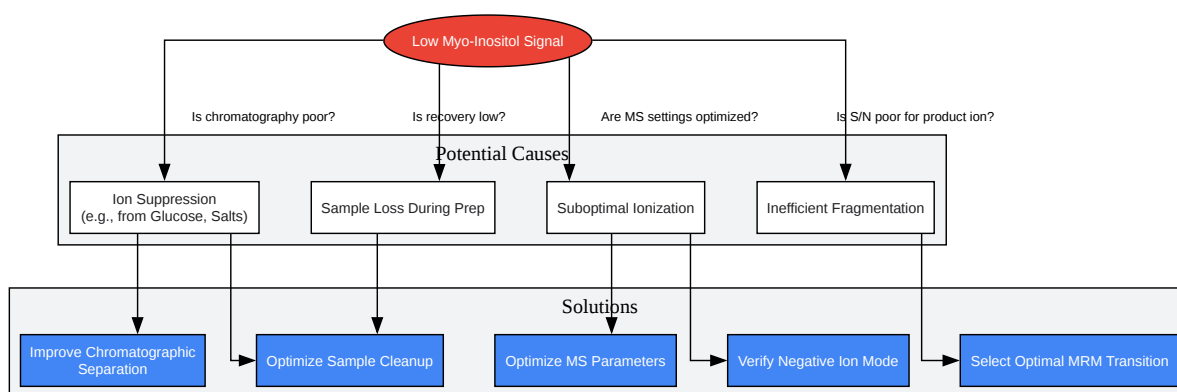 Low Myo-Inositol Signal
Is chromatography poor?
Is recovery low?
Are MS settings optimized?
Is S/N poor for product ion?
Potential Causes
Ion Suppression
(e.g., from Glucose, Salts)
Sample Loss During Prep
Suboptimal Ionization
Inefficient Fragmentation
Solutions
Improve Chromatographic
Separation
Optimize Sample Cleanup
Optimize MS Parameters
Verify Negative Ion Mode
Select Optimal MRM Transition